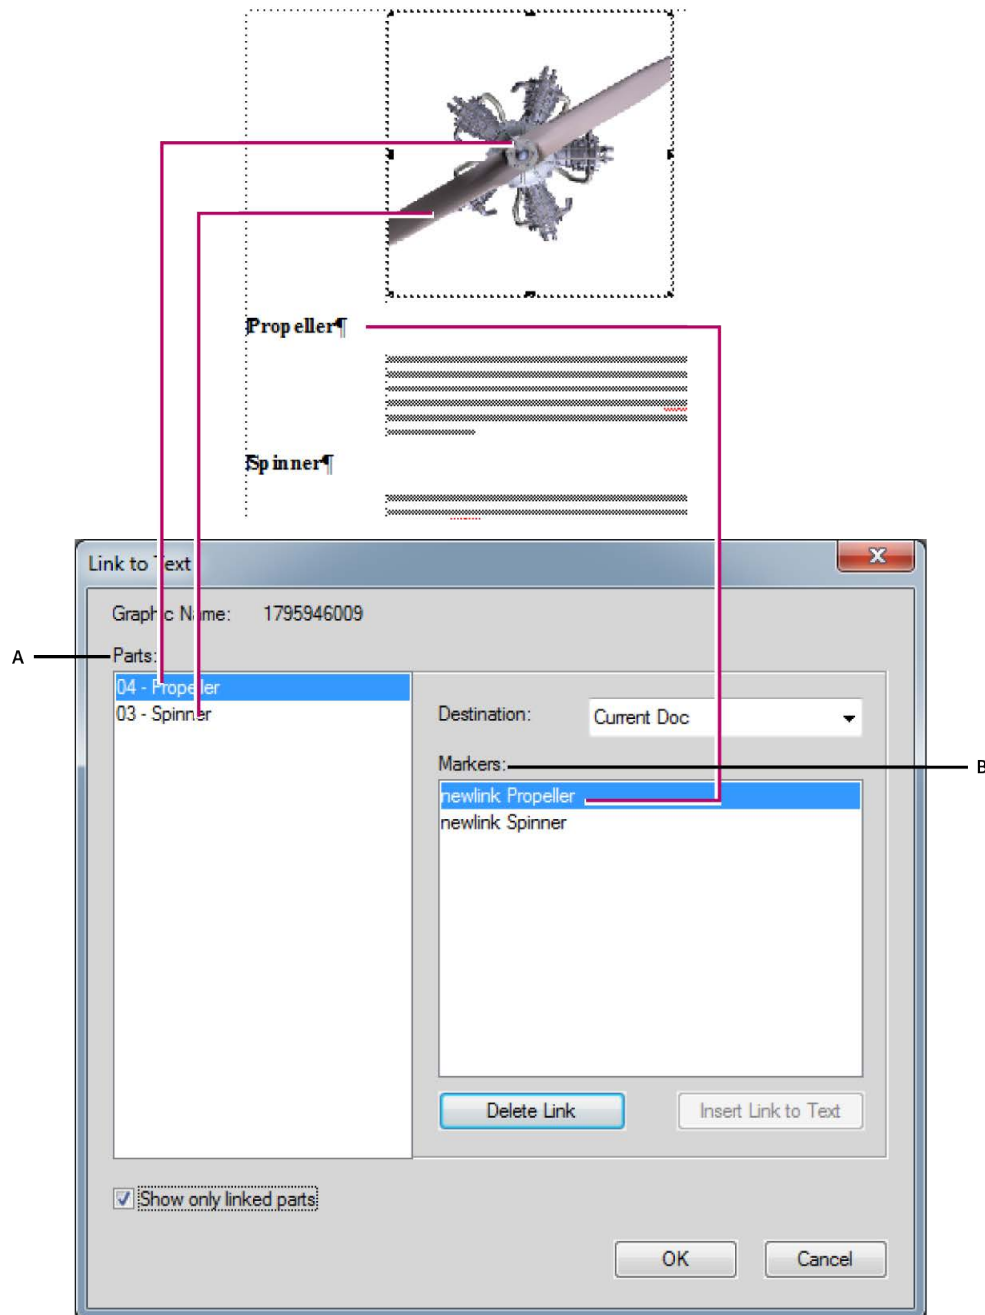 Propeller¶
Spinner¶
Link to Text
Graphic Name: 1795946009
A
Parts:
04 - Propeller
03 - Spinner
Destination: Current Doc
Markers:
B
newlink Propeller
newlink Spinner
Delete Link
Insert Link to Text
Show only linked parts
OK
Cancel